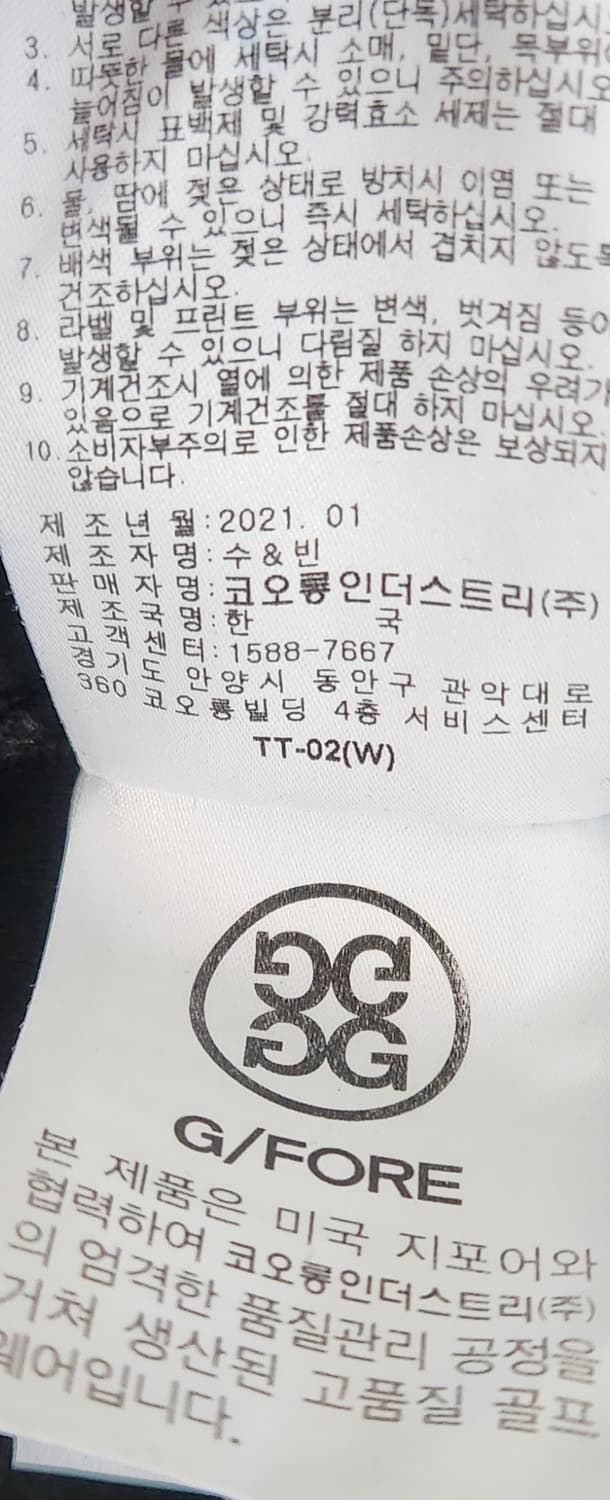 발생할 수 있으
색상은 분리(단독)세탁하십시오
3. 서로 다른
물에 세탁시 소매, 밑단, 목부위
4. 따뜻한
늘어짐이 발생할 수 있으니 주의하십시오
5. 세탁시 표백제 및 강력효소 세제는 절대
사용하지 마십시오.
6. 물, 땀에 젖은 상태로 방치시 이염 또는
변색될 수 있으니 즉시 세탁하십시오.
7. 배색 부위는 젖은 상태에서 겹치지 않도록
건조하십시오.
8. 라벨 및 프린트 부위는 변색, 벗겨짐 등이
발생할 수 있으니 다림질 하지 마십시오.
9. 기계건조시 열에 의한 제품 손상의 우려가
있음으로 기계건조를 절대 하지 마십시오.
10. 소비자부주의로 인한 제품손상은 보상되지
않습니다.
제 조 년 월 : 2021. 01
제 조 자 명 : 수 & 빈
판 매 자 명 : 코오롱인더스트리(주)
제 조 국 명 : 한 국
고 객 센 터 : 1588-7667
경 기 도 안 양 시 동 안 구 관 악 대 로
360 코 오 롱 빌 딩 4층 서 비 스 센 터
TT-02(W)
G/FORE
본 제품은 미국 지포어와
협력하여 코오롱인더스트리(주)
의 엄격한 품질관리 공정을
거쳐 생산된 고품질 골프
웨어입니다.